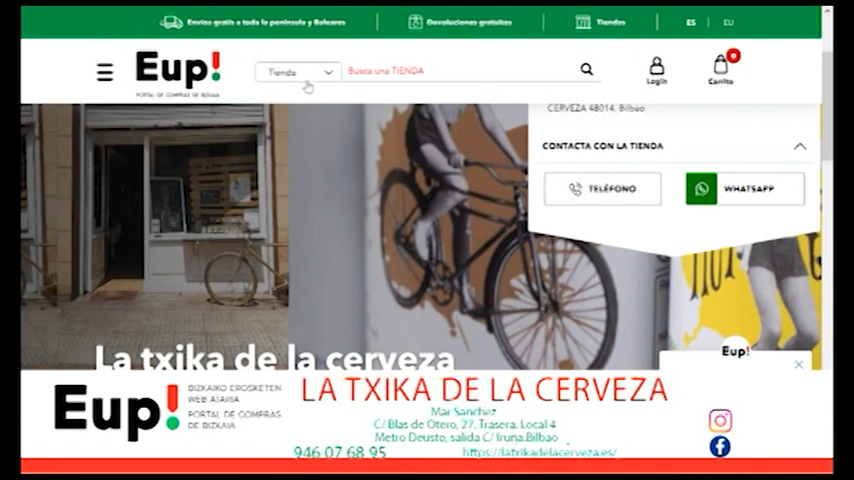 Envíos gratis a toda la península y Baleares
Devoluciones gratuitas
Tiendas
ES | EU
Eup!
PORTAL DE COMPRAS DE BIZKAIA
Tienda
Busca una TIENDA
Login
Carrito
0
CERVEZA 48014, Bilbao
CONTACTA CON LA TIENDA
TELÉFONO
WHATSAPP
La txika de la cerveza
Eup!
Eup!
BIZKAIKO EROSKETEN
WEB ATARIA
PORTAL DE COMPRAS
DE BIZKAIA
LA TXIKA DE LA CERVEZA
Mar Sanchez
C/ Blas de Otero, 27. Trasera. Local 4
Metro Deusto, salida C/ Iruna.Bilbao
946 07 68 95
https://latxikadelacerveza.es/